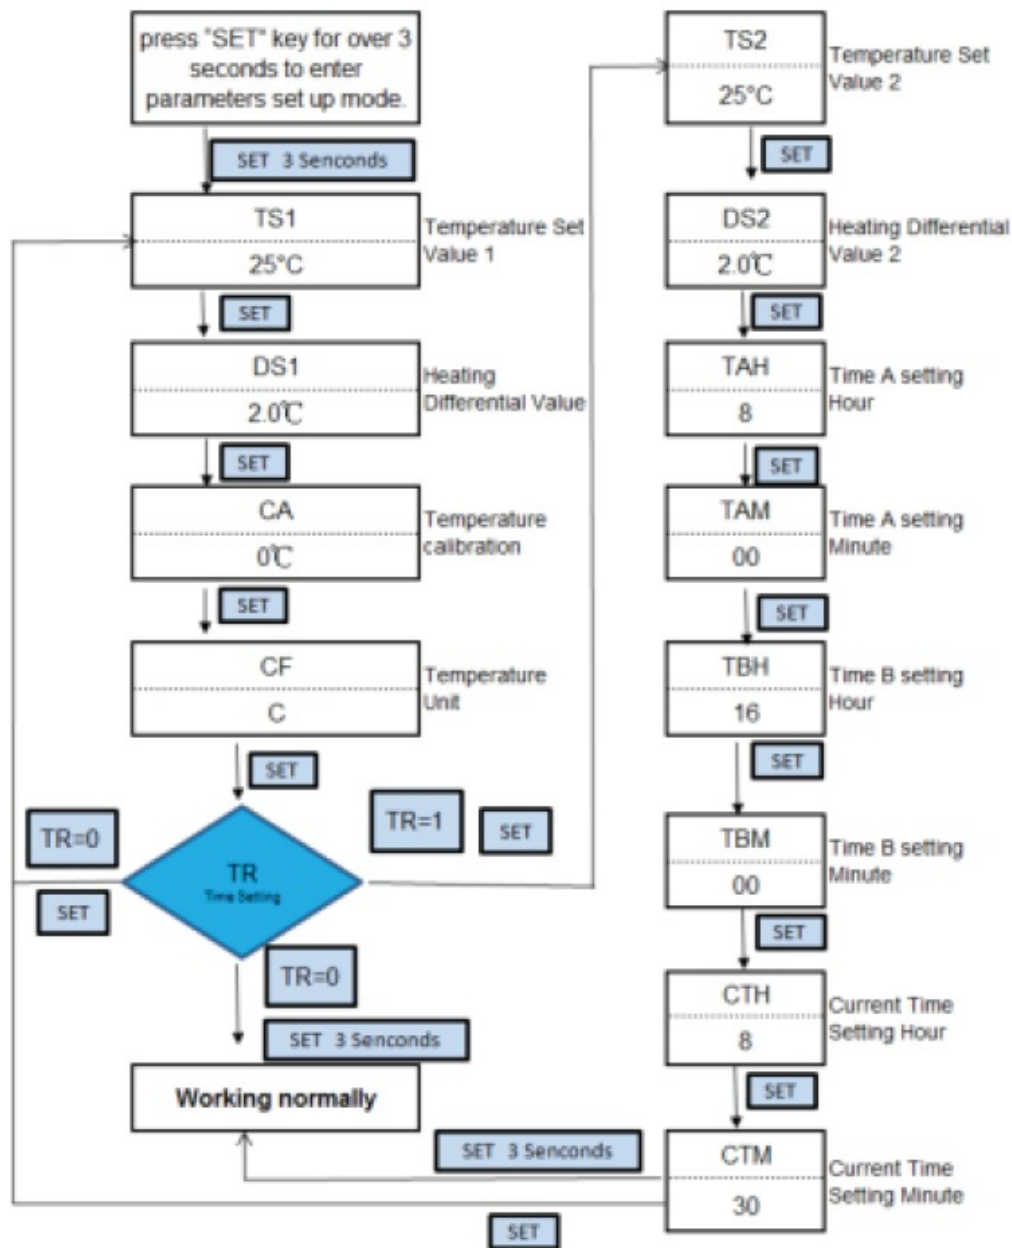 press "SET" key for over 3
seconds to enter
parameters set up mode.
SET 3 Senconds
TS1
25°C
Temperature Set
Value 1
SET
DS1
2.0℃
Heating
Differential Value
SET
CA
0℃
Temperature
calibration
SET
CF
C
Temperature
Unit
SET
TR=0
SET
TR
Time Setting
TR=1
SET
TR=0
SET 3 Senconds
Working normally
TS2
25°C
Temperature Set
Value 2
SET
DS2
2.0℃
Heating Differential
Value 2
SET
TAH
8
Time A setting
Hour
SET
TAM
00
Time A setting
Minute
SET
TBH
16
Time B setting
Hour
SET
TBM
00
Time B setting
Minute
SET
CTH
8
Current Time
Setting Hour
SET
CTM
30
Current Time
Setting Minute
SET 3 Senconds
SET